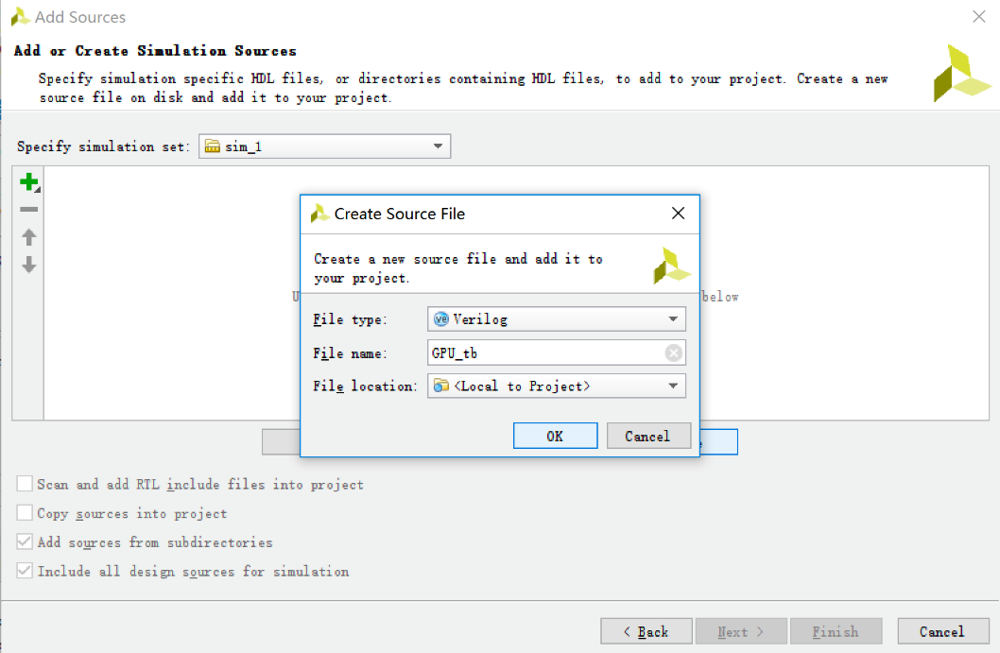 Add Sources
Add or Create Simulation Sources
Specify simulation specific HDL files, or directories containing HDL files, to add to your project. Create a new
source file on disk and add it to your project.
Specify simulation set: sim_1
Create Source File
Create a new source file and add it to
your project.
below
File type: Verilog
File name: GPU_tb
File location: <Local to Project>
OK Cancel
Scan and add RTL include files into project
Copy sources into project
Add sources from subdirectories
Include all design sources for simulation
< Back Next > Finish Cancel